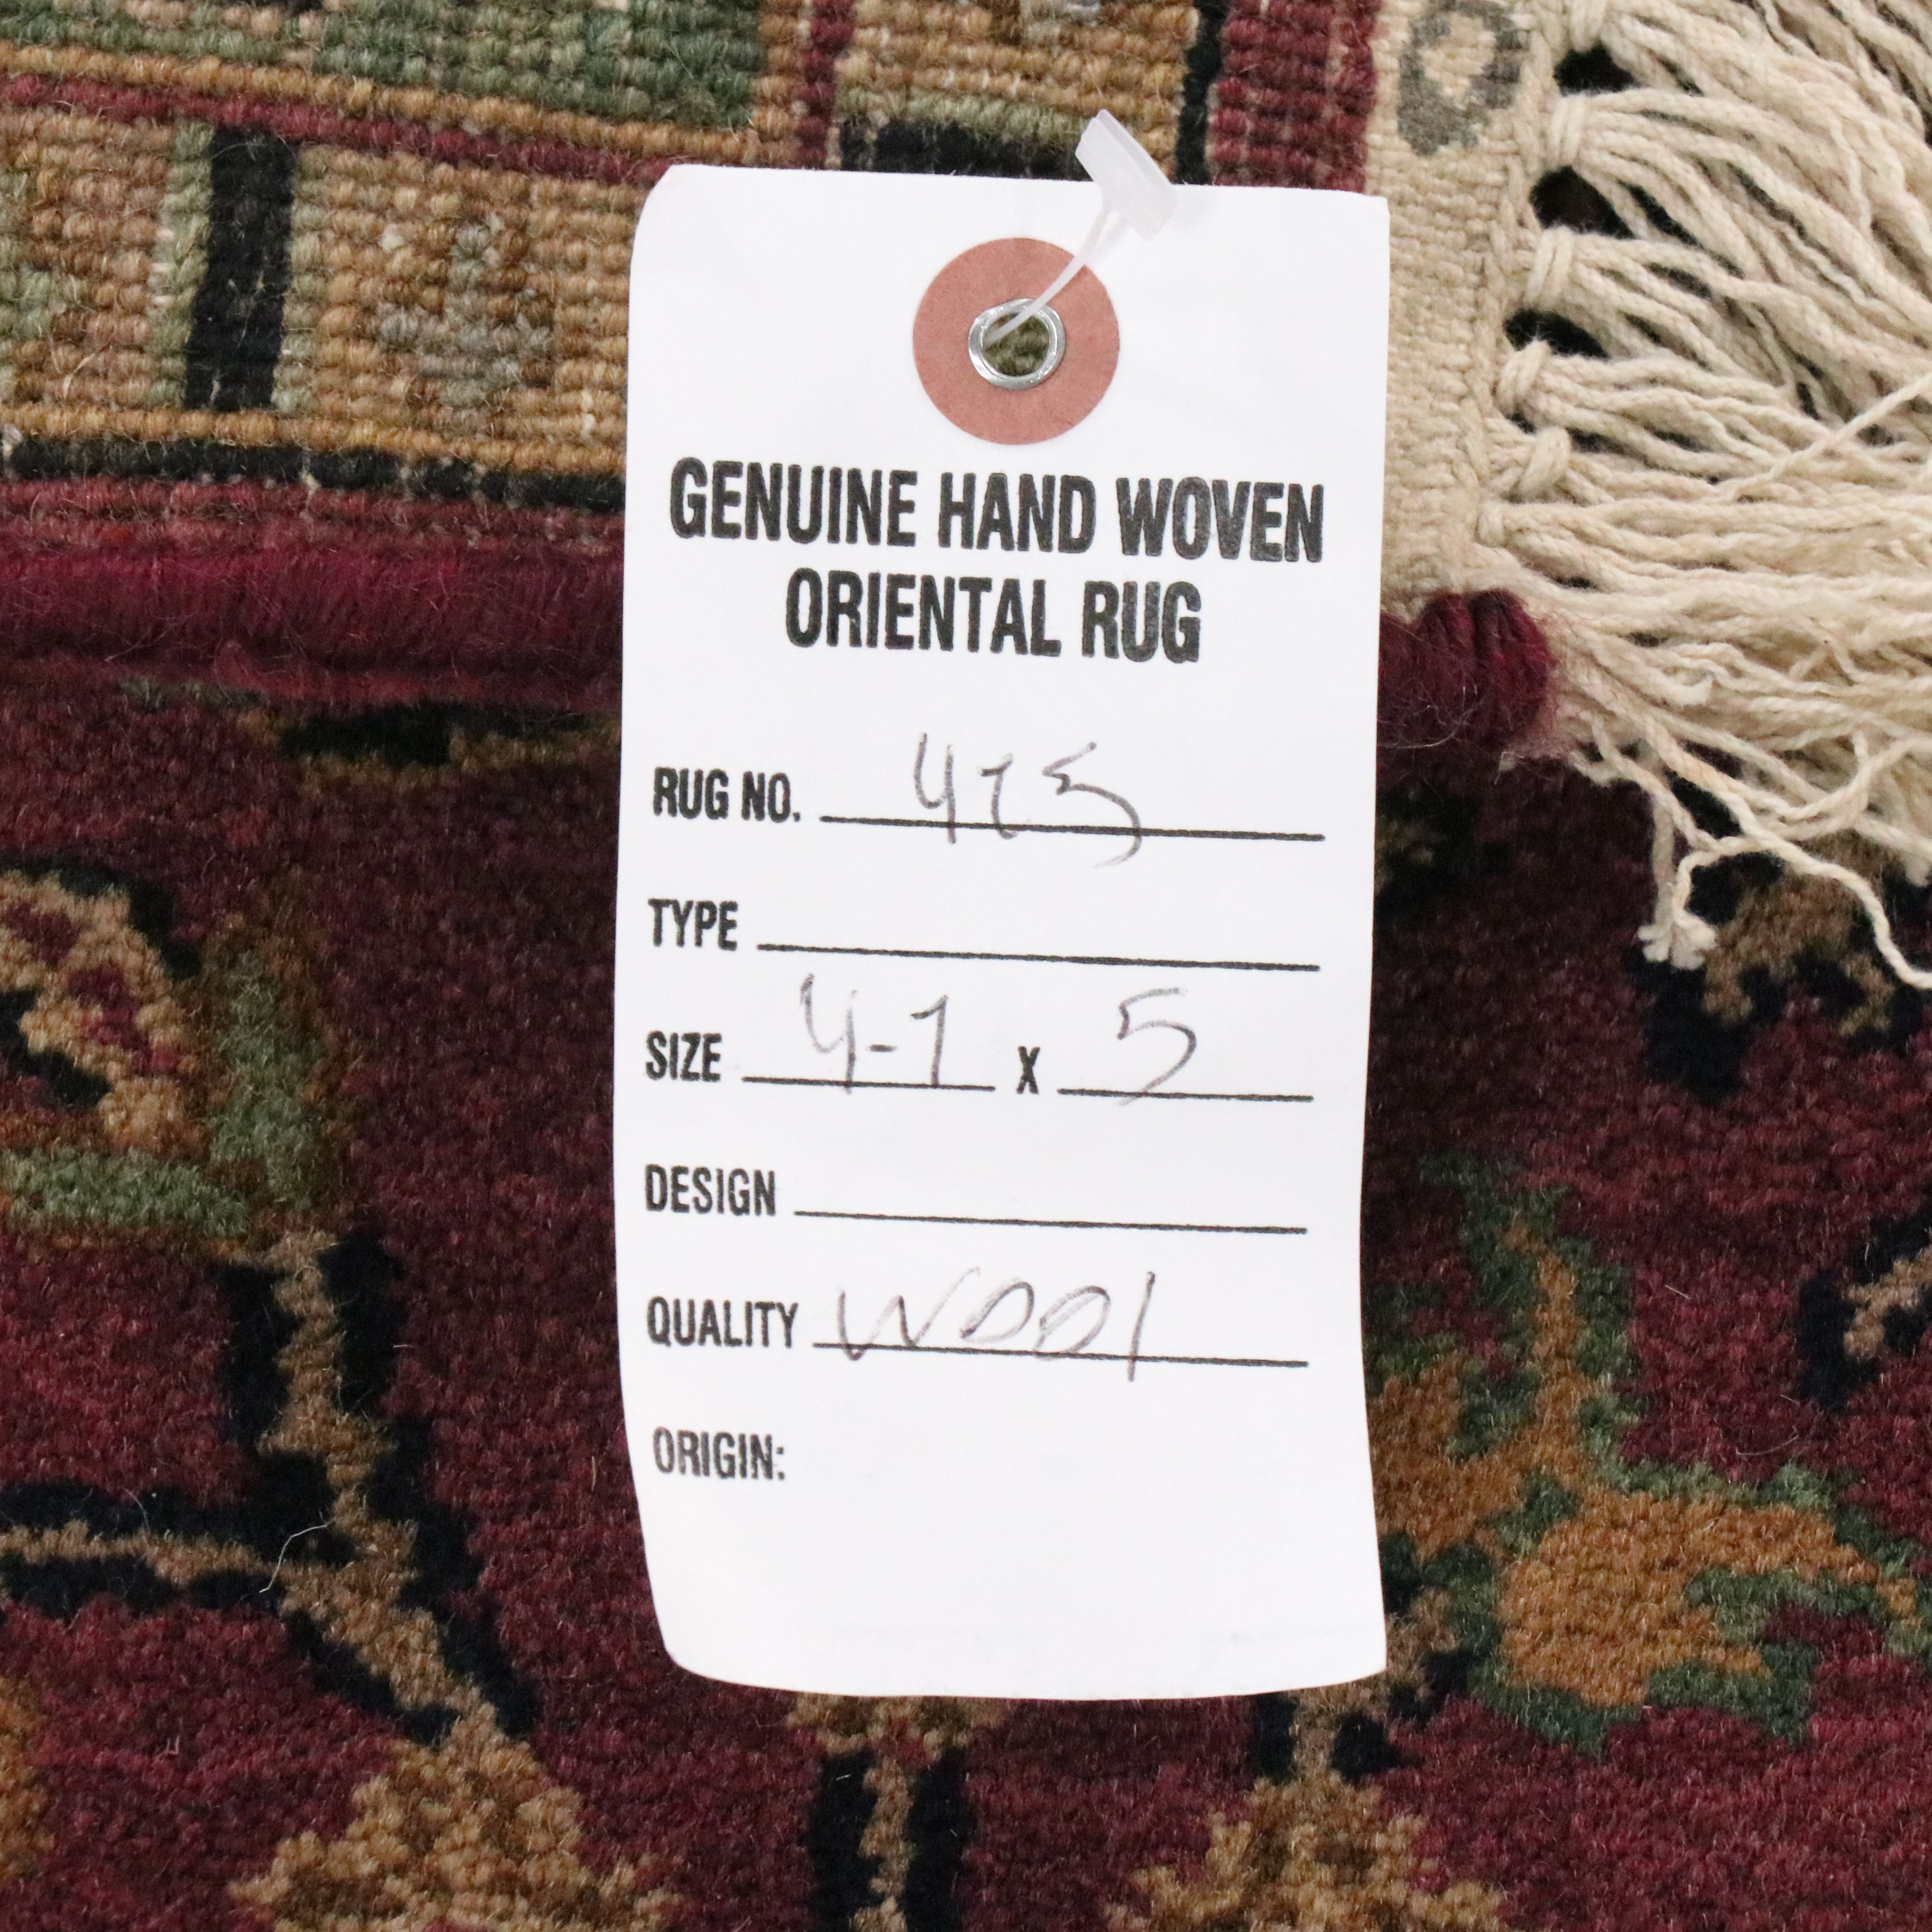 GENUINE HAND WOVEN
ORIENTAL RUG
RUG NO.
TYPE
SIZE 4-1 x 5
DESIGN
QUALITY Wool
ORIGIN: